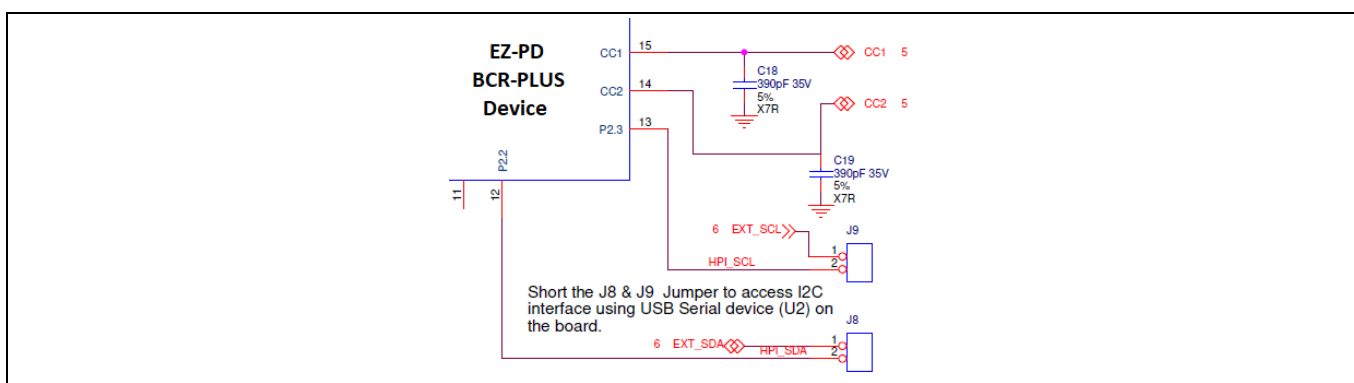 EZ-PD
BCR-PLUS
Device
CC1
15
CC1 5
C18
390pF 35V
5%
X7R
CC2
14
CC2 5
P2.3
13
C19
390pF 35V
5%
X7R
P2.2
11
12
6 EXT_SCL
J9
1
2
HPI_SCL
Short the J8 & J9 Jumper to access I2C
interface using USB Serial device (U2) on
the board.
J8
6 EXT_SDA
1
2
HPI_SDA